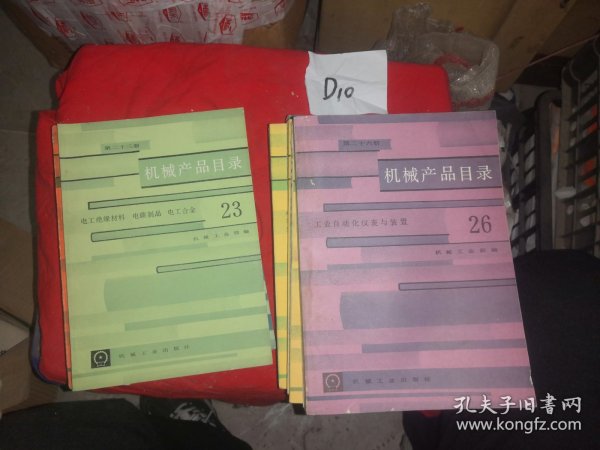 D10
第二十三册
机械产品目录
电工绝缘材料 电碳制品 电工合金
23
机械工业部编
机械工业出版社
第二十六册
机械产品目录
工业自动化仪表与装置
26
机械工业部编
机械工业出版社
孔夫子旧书网
www.kongfz.com